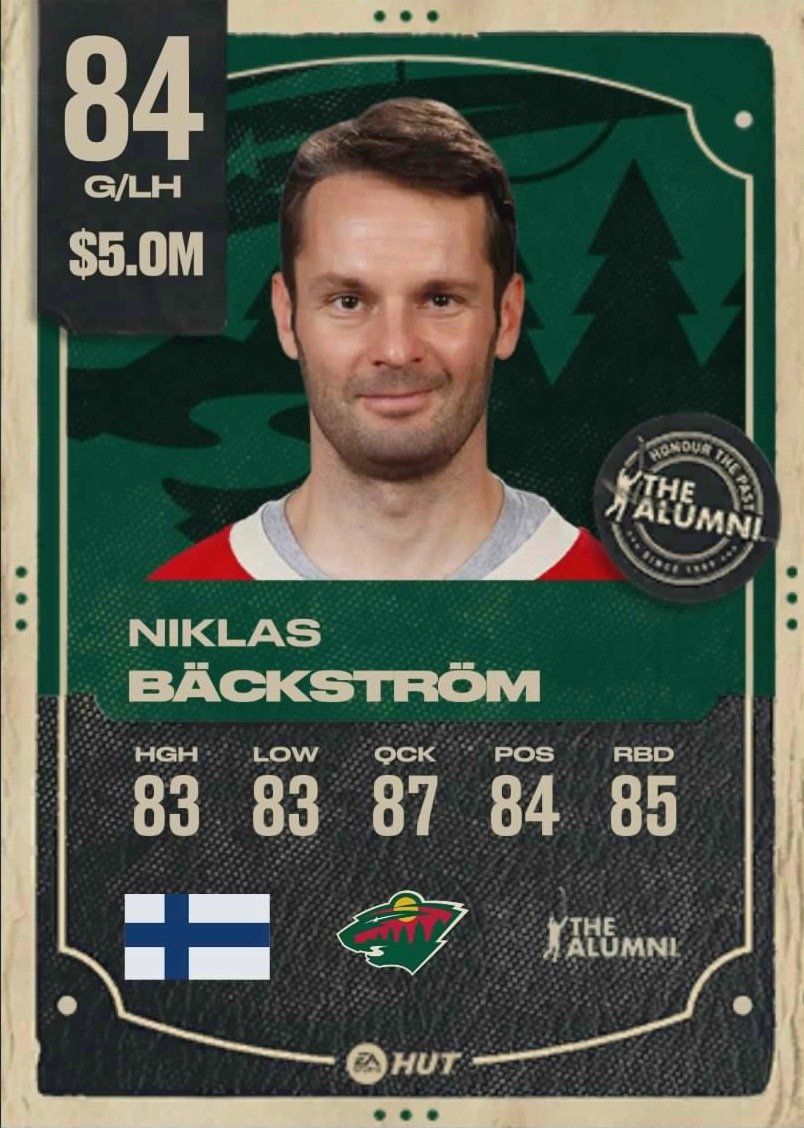 84
G/LH
$5.0M
HONOUR THE PAST
THE
ALUMNI
NIKLAS
BÄCKSTRÖM
HGH LOW QCK POS RBD
83 83 87 84 85
THE
ALUMNI
EA
HUT